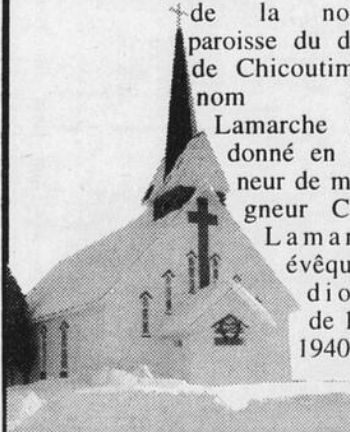 de la no
paroisse du d
de Chicoutim
nom
Lamarche
donné en
neur de m
gneur C
Lamar
évêqu
dio
de l
1940